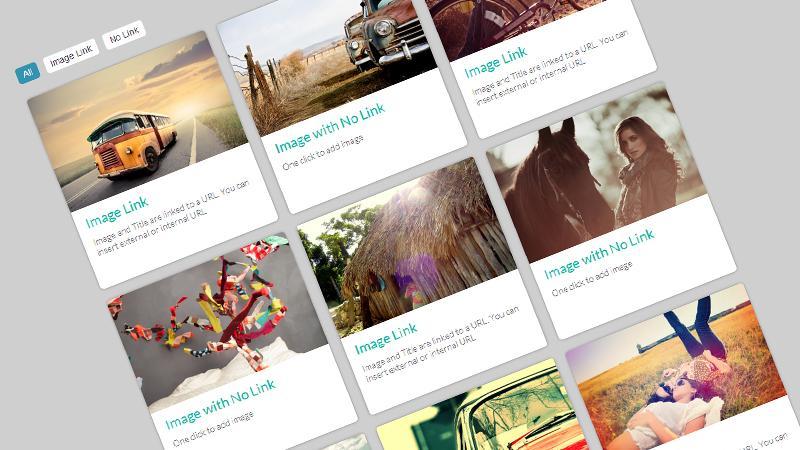 All
Image Link
No Link
Image Link
Image and Title are linked to a URL. You can
insert external or internal URL.
Image with No Link
One click to add image
Image Link
Image and Title are linked to a URL. You can
insert external or internal URL.
Image with No Link
One click to add image
Image Link
Image and Title are linked to a URL. You can
insert external or internal URL
Image with No Link
One click to add image
to a URL. You can